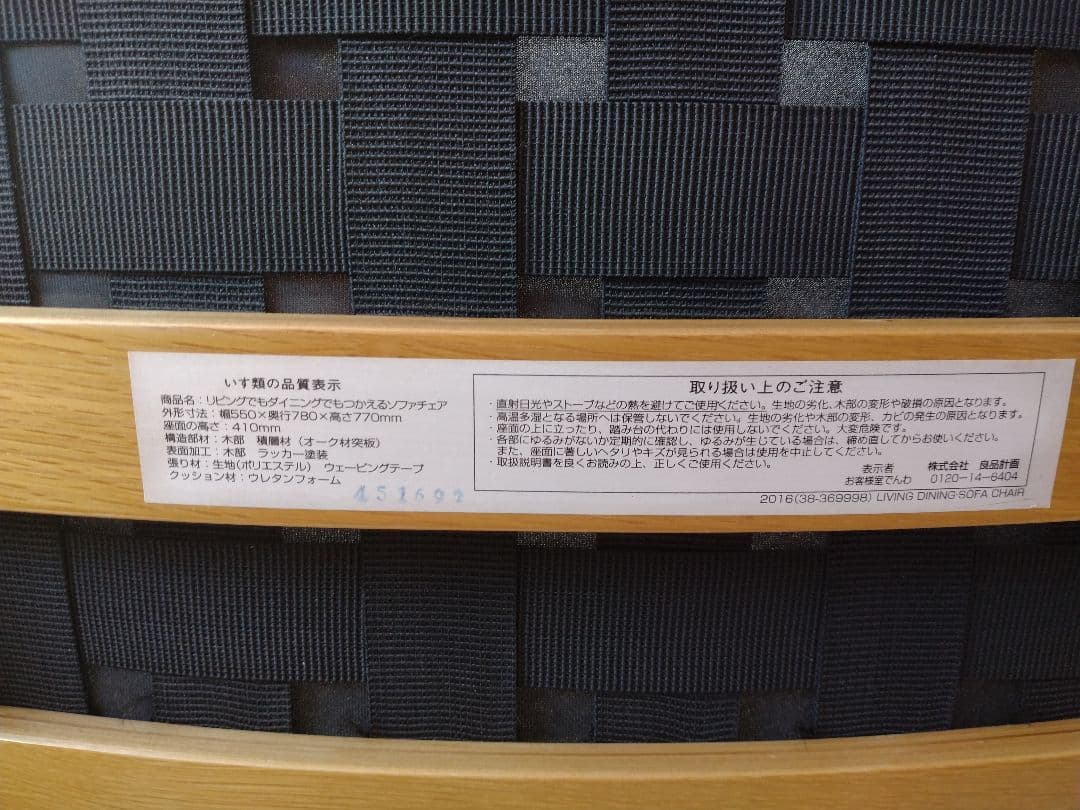 いす類の品質表示
商品名：リビングでもダイニングでもつかえるソファチェア
外形寸法：幅550×奥行780×高さ770mm
座面の高さ：410mm
構造部材：木部　積層材（オーク材突板）
表面加工：木部　ラッカー塗装
張り材：生地（ポリエステル）　ウェービングテープ
クッション材：ウレタンフォーム
451692
取り扱い上のご注意
・直射日光やストーブなどの熱を避けてご使用ください。生地の劣化、木部の変形や破損の原因となります。
・高温多湿となる場所へは保管しないでください。生地の劣化や木部の変形、カビの発生の原因となります。
・座面の上に立ったり、踏み台の代わりには使用しないでください。大変危険です。
・各部にゆるみがないか定期的に確認し、ゆるみが生じている場合は、締め直してからお使いください。
また、座面に著しいヘタリやキズが見られる場合は使用を中止してください。
・取扱説明書を良くお読みの上、正しくご使用ください。
表示者　株式会社　良品計画
お客様室でんわ　0120-14-6404
2016(38-369998) LIVING DINING SOFA CHAIR